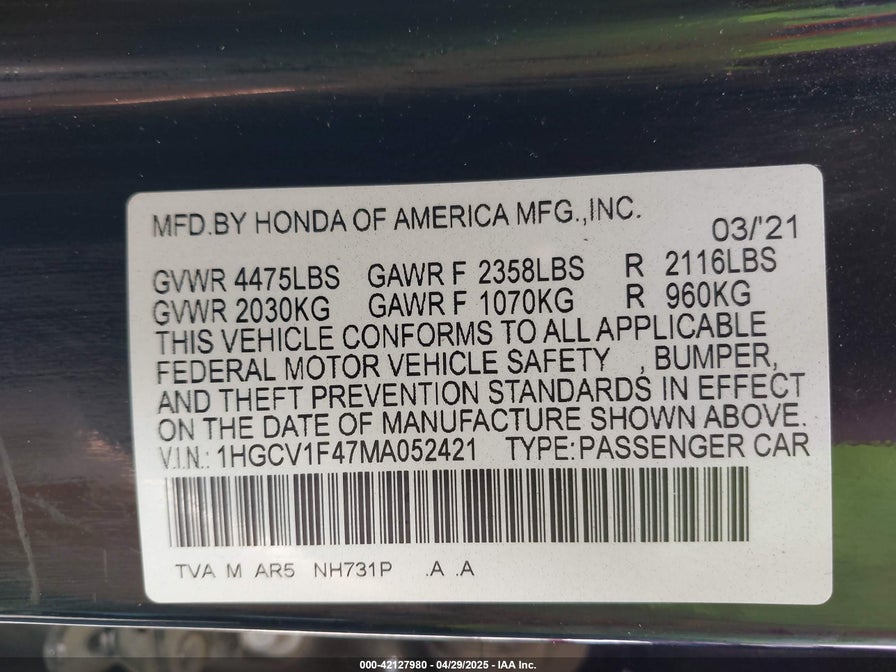 MFD.BY HONDA OF AMERICA MFG.,INC.
03/'21
GVWR 4475LBS GAWR F 2358LBS R 2116LBS
GVWR 2030KG GAWR F 1070KG R 960KG
THIS VEHICLE CONFORMS TO ALL APPLICABLE
FEDERAL MOTOR VEHICLE SAFETY , BUMPER,
AND THEFT PREVENTION STANDARDS IN EFFECT
ON THE DATE OF MANUFACTURE SHOWN ABOVE.
V.I.N.: 1HGCV1F47MA052421 TYPE:PASSENGER CAR
TVA M AR5 NH731P .A .A
000-42127980 - 04/29/2025 - IAA Inc.